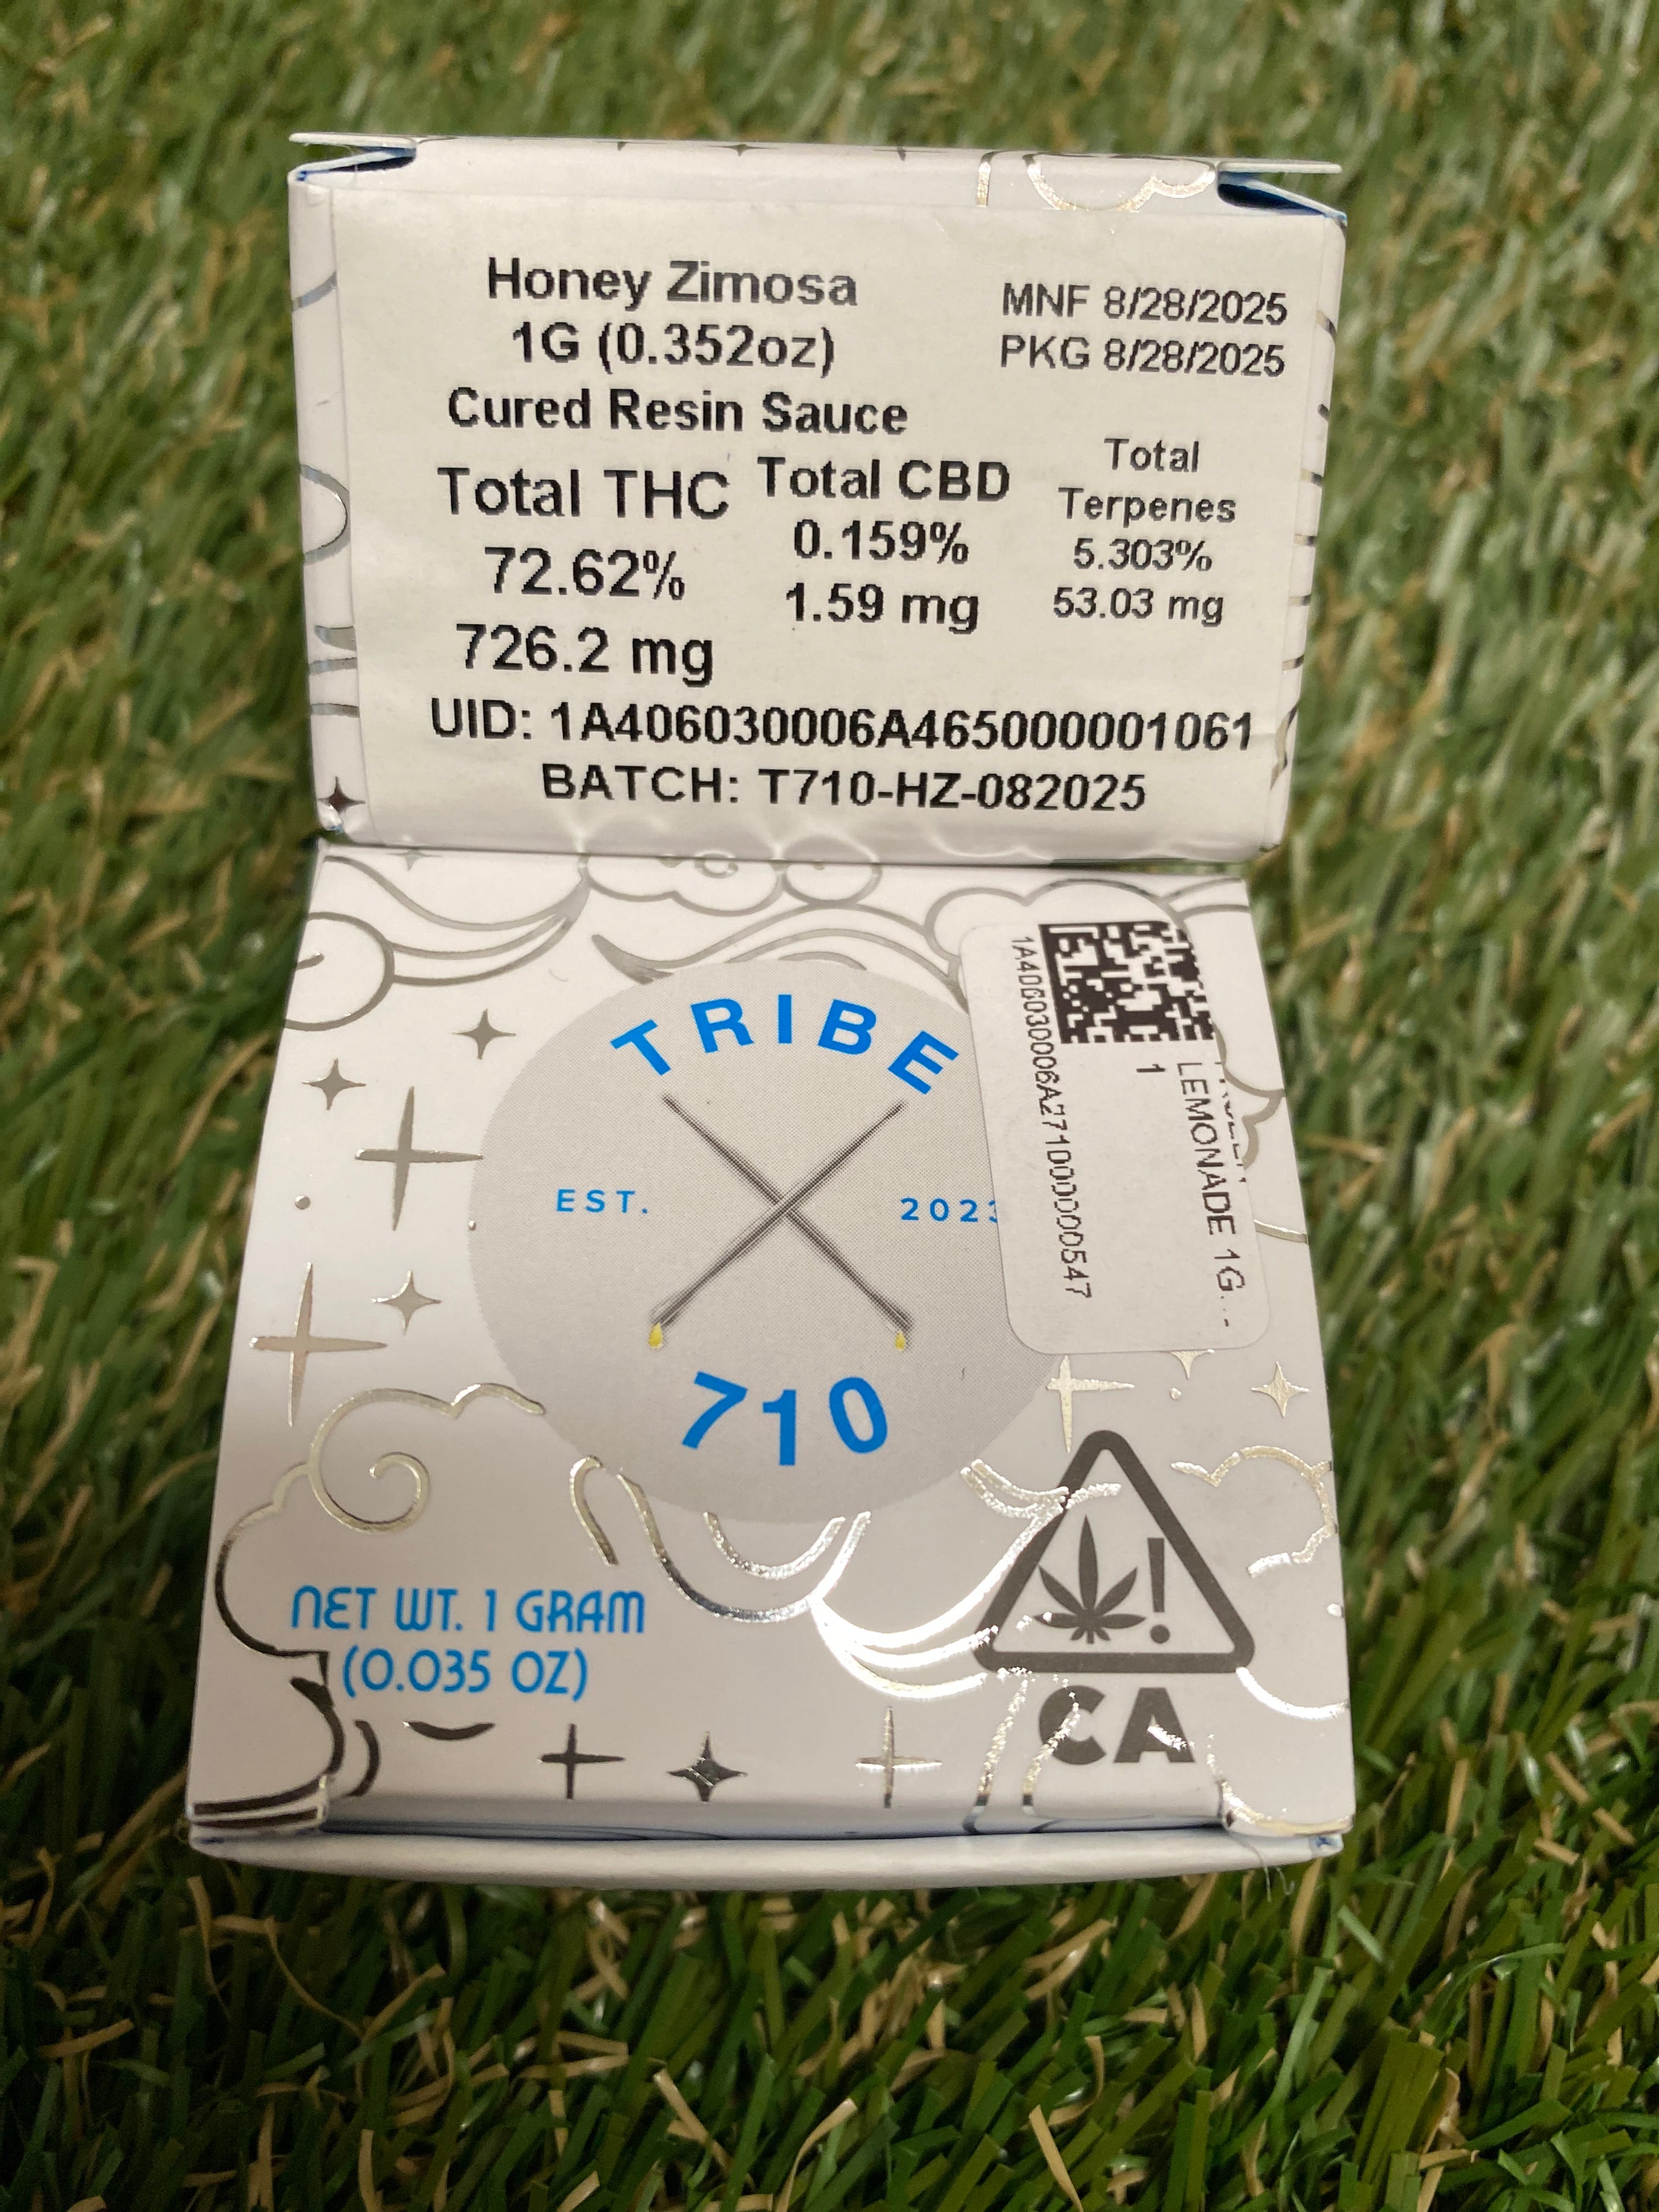 Honey Zimosa
1G (0.352oz)
Cured Resin Sauce
MNF 8/28/2025
PKG 8/28/2025
Total THC
72.62%
726.2 mg
Total CBD
0.159%
1.59 mg
Total
Terpenes
5.303%
53.03 mg
UID: 1A406030006A465000001061
BATCH: T710-HZ-082025
TRIBE
EST. 2023
710
1A406030006A271000000547
1
LEMONADE 1G...-
NET WT. 1 GRAM
(0.035 OZ)
!
CA